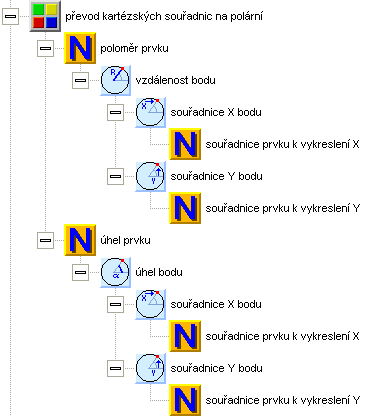 převod kartézských souřadnic na polární
poloměr prvku
vzdálenost bodu
souřadnice X bodu
souřadnice prvku k vykreslení X
souřadnice Y bodu
souřadnice prvku k vykreslení Y
úhel prvku
úhel bodu
souřadnice X bodu
souřadnice prvku k vykreslení X
souřadnice Y bodu
souřadnice prvku k vykreslení Y